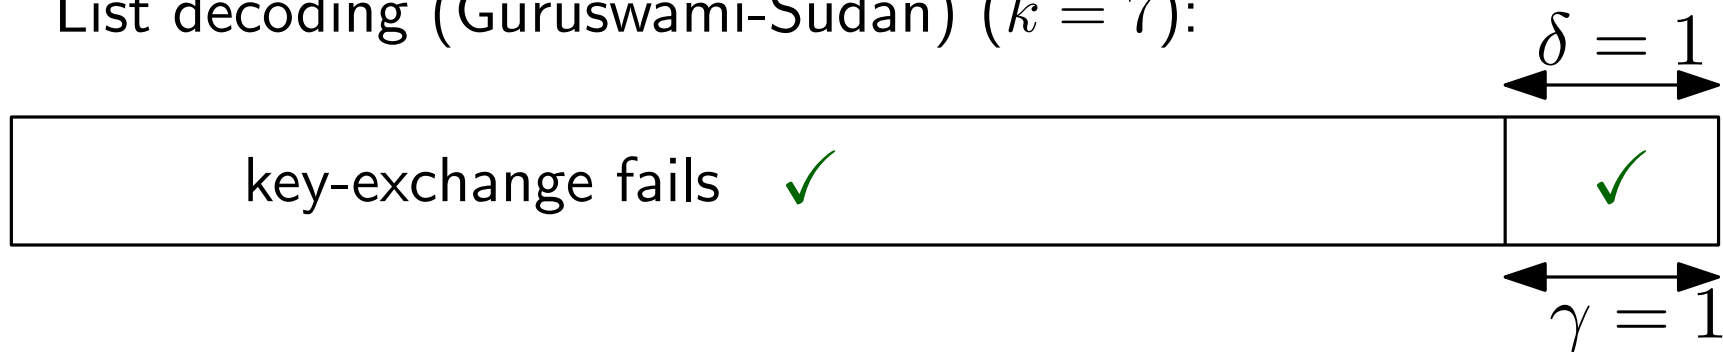 List decoding (Guruswami-Sudan) (k = 7):
δ = 1
key-exchange fails ✓ ✓
γ = 1